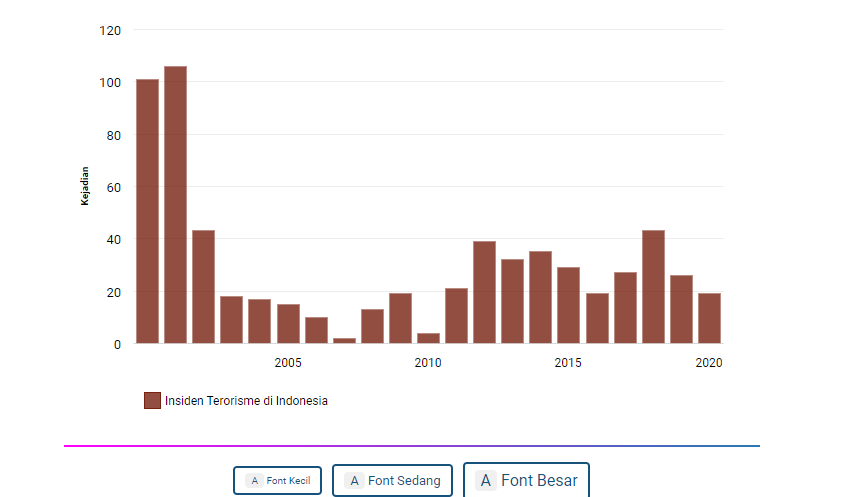 120
100
80
60
40
20
0
Kejadian
2005 2010 2015 2020
Insiden Terorisme di Indonesia
A Font Kecil A Font Sedang A Font Besar